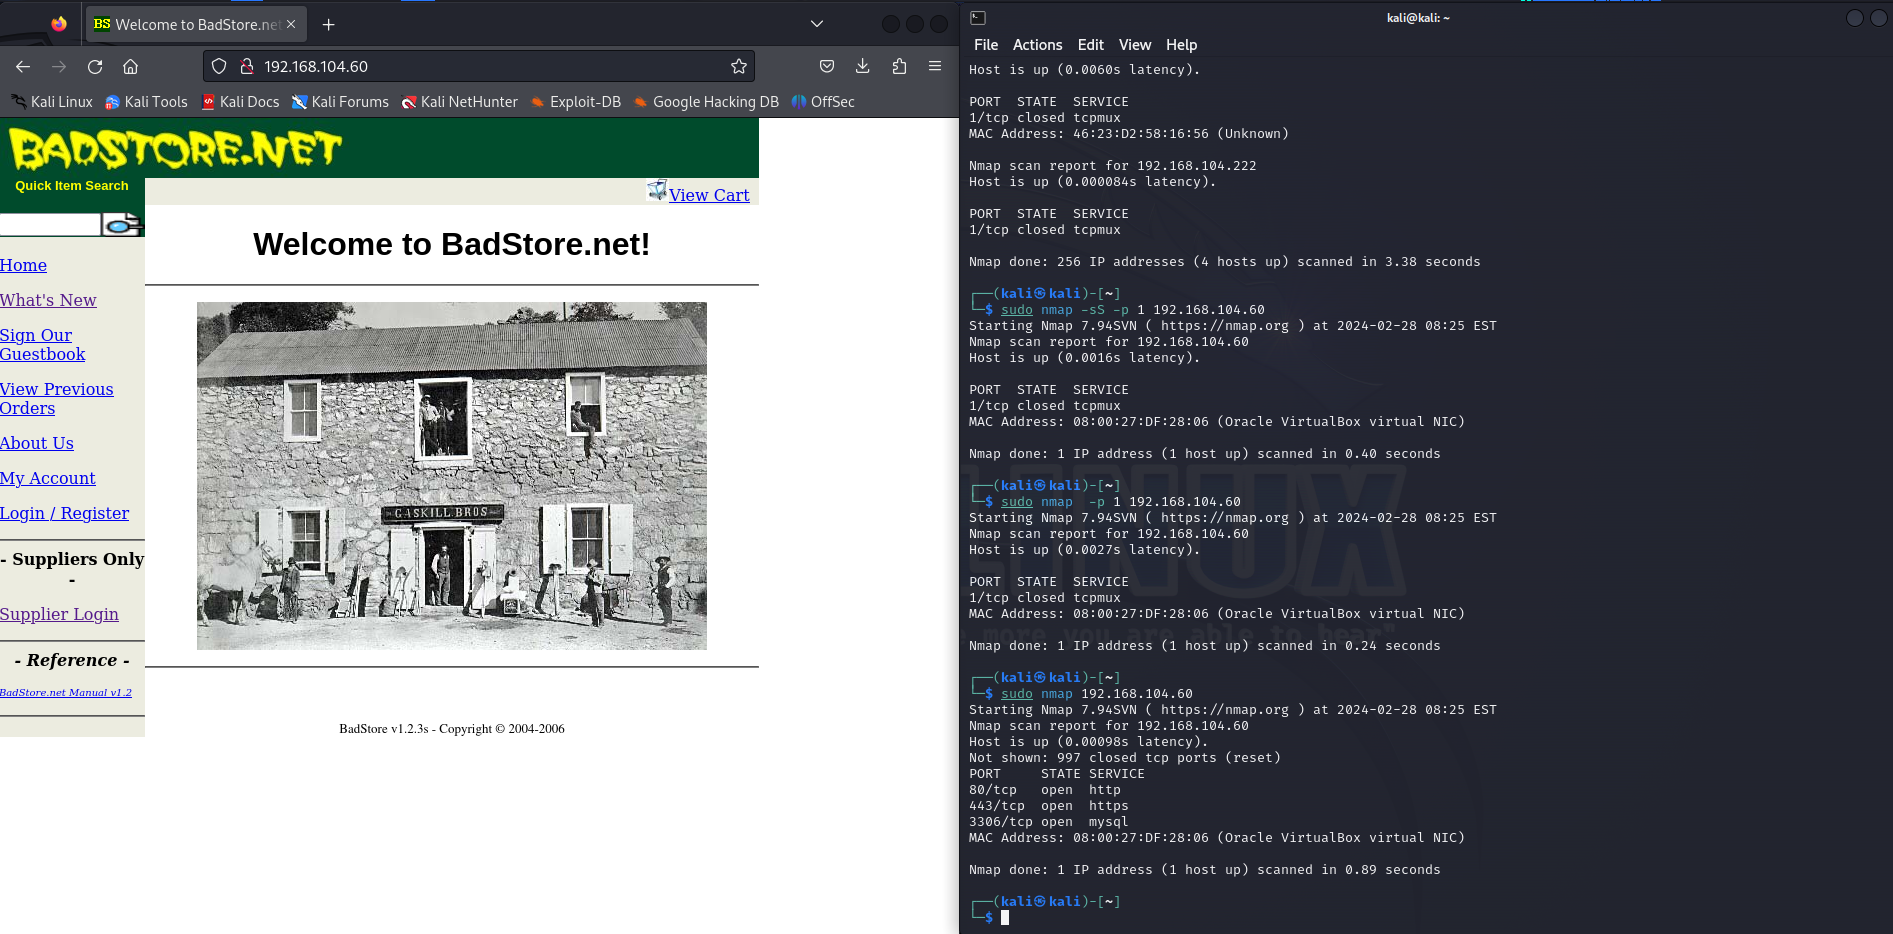 Welcome to BadStore.ne
192.168.104.60
Kali Linux Kali Tools Kali Docs Kali Forums Kali NetHunter Exploit-DB Google Hacking DB OffSec
BADSTORE.NET
Quick Item Search
View Cart
Welcome to BadStore.net!
Home
What's New
Sign Our
Guestbook
View Previous
Orders
About Us
My Account
Login / Register
- Suppliers Only
-
Supplier Login
- Reference -
BadStore.net Manual v1.2
GASKILL BROS
BadStore v1.2.3s - Copyright © 2004-2006
kali@kali: ~
File Actions Edit View Help
Host is up (0.0060s latency).
PORT  STATE  SERVICE
1/tcp closed tcpmux
MAC Address: 46:23:D2:58:16:56 (Unknown)
Nmap scan report for 192.168.104.222
Host is up (0.000084s latency).
PORT  STATE  SERVICE
1/tcp closed tcpmux
Nmap done: 256 IP addresses (4 hosts up) scanned in 3.38 seconds
┌──(kali㉿kali)-[~]
└─$ sudo nmap -sS -p 1 192.168.104.60
Starting Nmap 7.94SVN ( https://nmap.org ) at 2024-02-28 08:25 EST
Nmap scan report for 192.168.104.60
Host is up (0.0016s latency).
PORT  STATE  SERVICE
1/tcp closed tcpmux
MAC Address: 08:00:27:DF:28:06 (Oracle VirtualBox virtual NIC)
Nmap done: 1 IP address (1 host up) scanned in 0.40 seconds
┌──(kali㉿kali)-[~]
└─$ sudo nmap  -p 1 192.168.104.60
Starting Nmap 7.94SVN ( https://nmap.org ) at 2024-02-28 08:25 EST
Nmap scan report for 192.168.104.60
Host is up (0.0027s latency).
PORT  STATE  SERVICE
1/tcp closed tcpmux
MAC Address: 08:00:27:DF:28:06 (Oracle VirtualBox virtual NIC)
more you are able to hear"
Nmap done: 1 IP address (1 host up) scanned in 0.24 seconds
┌──(kali㉿kali)-[~]
└─$ sudo nmap 192.168.104.60
Starting Nmap 7.94SVN ( https://nmap.org ) at 2024-02-28 08:25 EST
Nmap scan report for 192.168.104.60
Host is up (0.00098s latency).
Not shown: 997 closed tcp ports (reset)
PORT     STATE SERVICE
80/tcp   open  http
443/tcp  open  https
3306/tcp open  mysql
MAC Address: 08:00:27:DF:28:06 (Oracle VirtualBox virtual NIC)
Nmap done: 1 IP address (1 host up) scanned in 0.89 seconds
┌──(kali㉿kali)-[~]
└─$